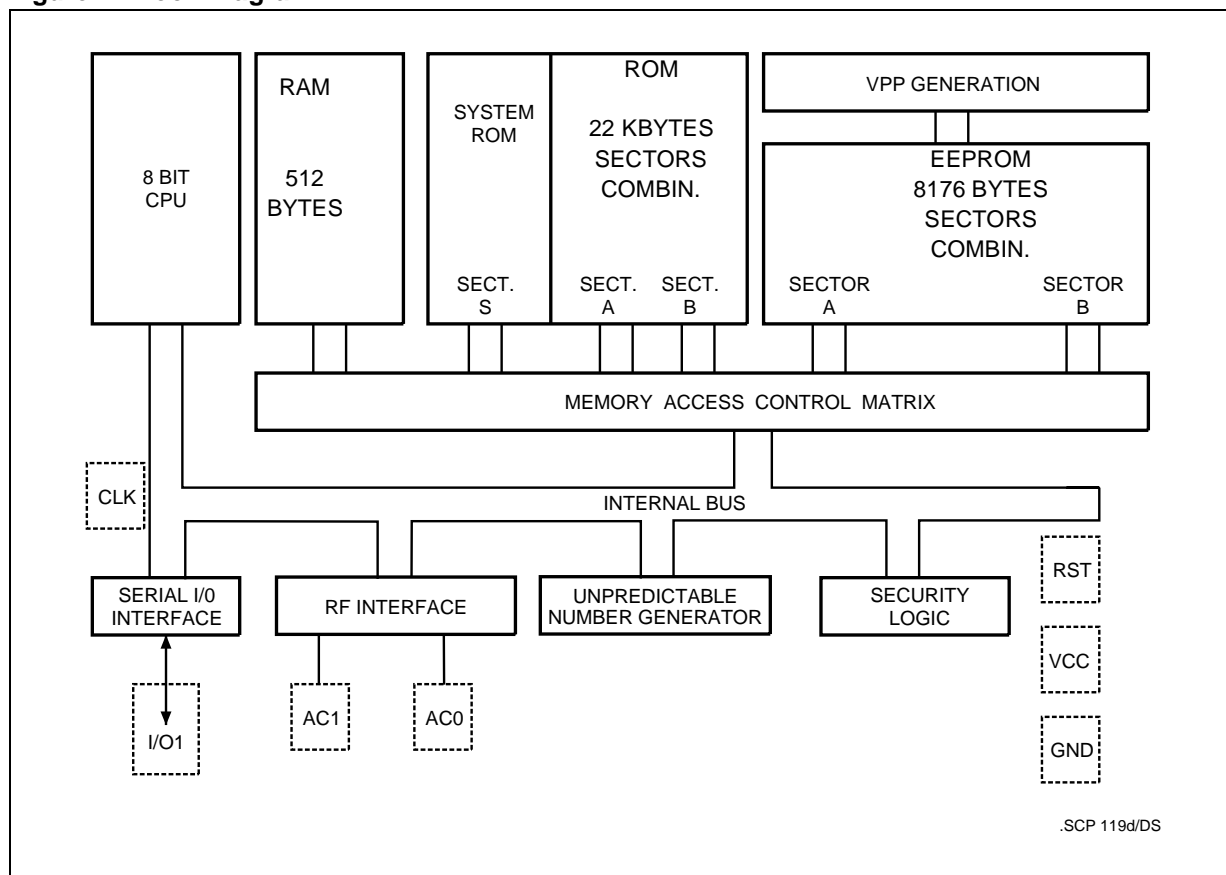 RAM
512
BYTES
8 BIT
CPU
SYSTEM
ROM
SECT.
S
ROM
22 KBYTES
SECTORS
COMBIN.
SECT.
A
SECT.
B
VPP GENERATION
EEPROM
8176 BYTES
SECTORS
COMBIN.
SECTOR
A
SECTOR
B
MEMORY ACCESS CONTROL MATRIX
CLK
INTERNAL BUS
SERIAL I/0
INTERFACE
RF INTERFACE
UNPREDICTABLE
NUMBER GENERATOR
SECURITY
LOGIC
RST
VCC
GND
I/O1
AC1
AC0
.SCP 119d/DS